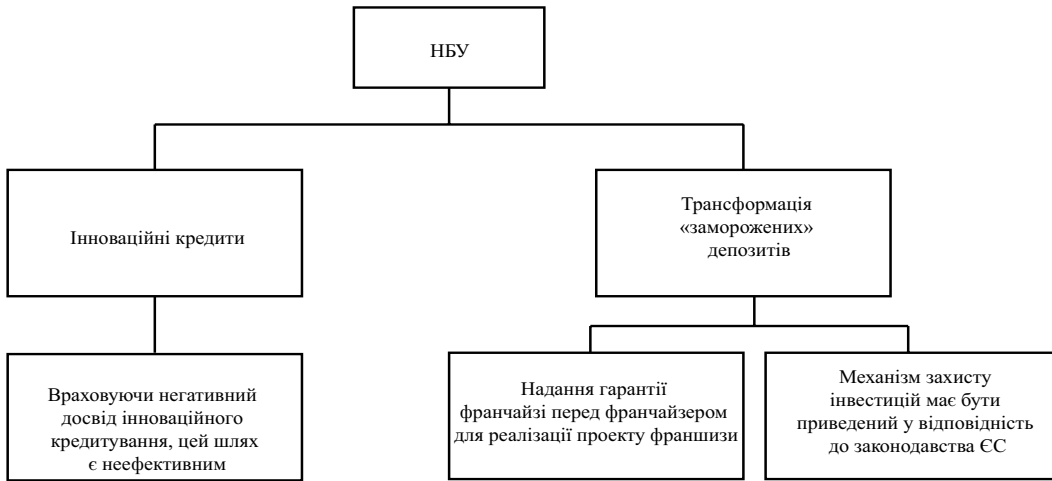 НБУ
Інноваційні кредити
Трансформація
«заморожених»
депозитів
Враховуючи негативний
досвід інноваційного
кредитування, цей шлях
є неефективним
Надання гарантії
франчайзі перед франчайзером
для реалізації проекту франшизи
Механізм захисту
інвестицій має бути
приведений у відповідність
до законодавства ЄС